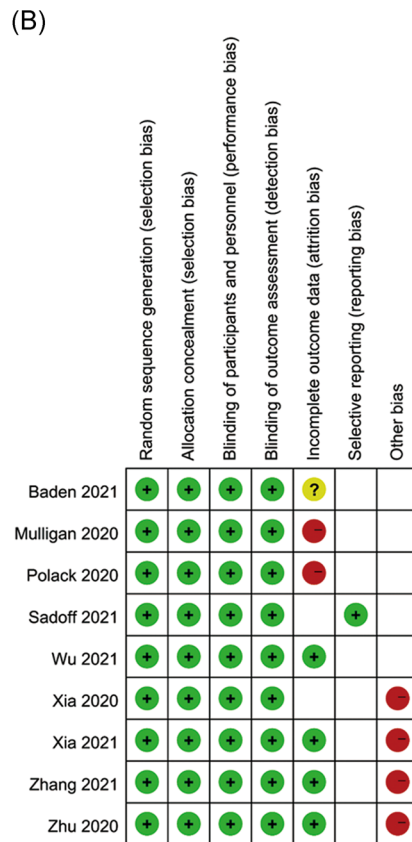 (B)
Random sequence generation (selection bias)
Allocation concealment (selection bias)
Blinding of participants and personnel (performance bias)
Blinding of outcome assessment (detection bias)
Incomplete outcome data (attrition bias)
Selective reporting (reporting bias)
Other bias
Baden 2021 + + + + ?
Mulligan 2020 + + + + −
Polack 2020 + + + + −
Sadoff 2021 + + + + +
Wu 2021 + + + + +
Xia 2020 + + + + −
Xia 2021 + + + + + −
Zhang 2021 + + + + + −
Zhu 2020 + + + + + −